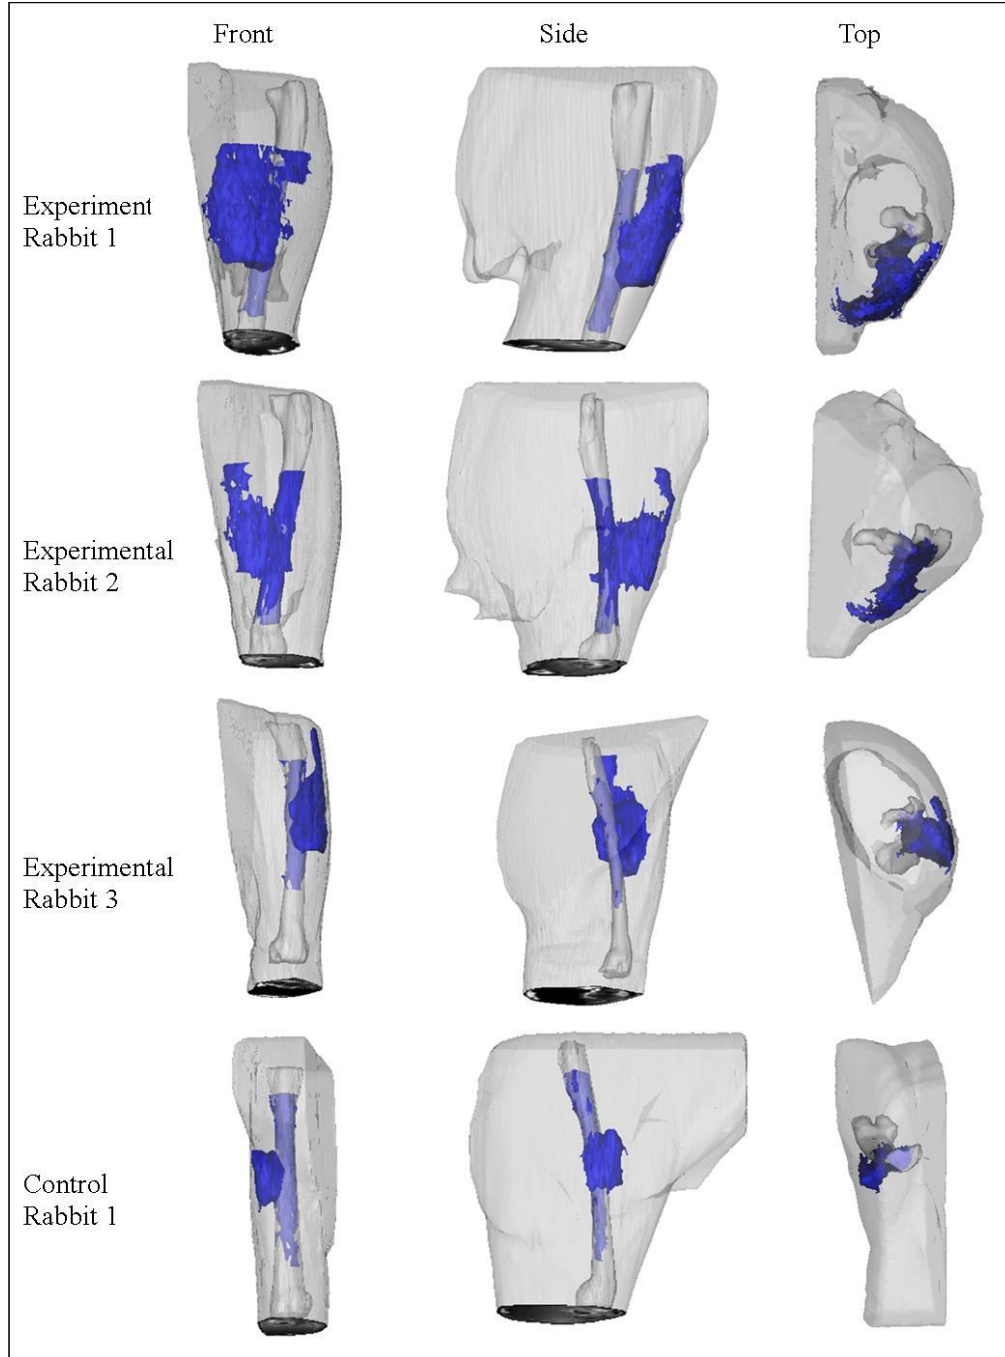 Front Side Top
Experiment
Rabbit 1
Experimental
Rabbit 2
Experimental
Rabbit 3
Control
Rabbit 1